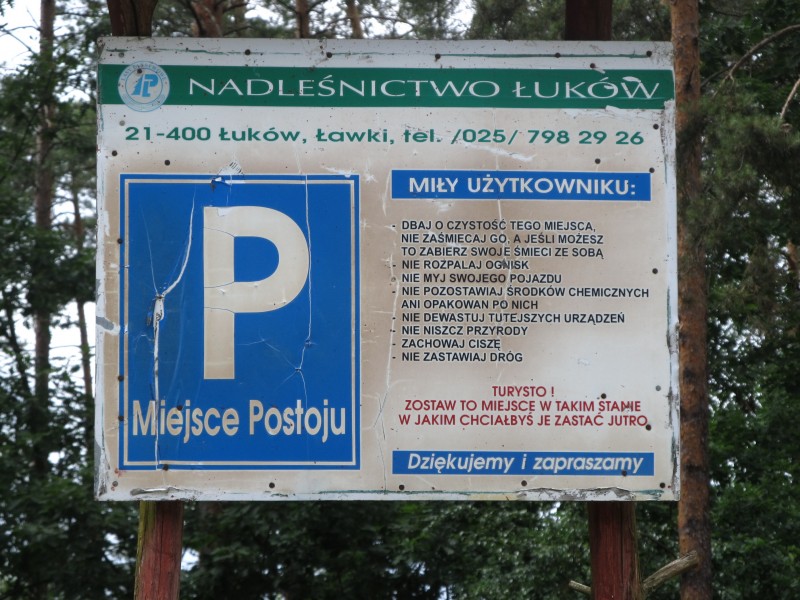 NADLEŚNICTWO ŁUKÓW
21-400 Łuków, Ławki, tel. /025/ 798 29 26
P
Miejsce Postoju
MIŁY UŻYTKOWNIKU:
- DBAJ O CZYSTOŚĆ TEGO MIEJSCA,
NIE ZAŚMIECAJ GO, A JEŚLI MOŻESZ
TO ZABIERZ SWOJE ŚMIECI ZE SOBĄ
- NIE ROZPALAJ OGNISK
- NIE MYJ SWOJEGO POJAZDU
- NIE POZOSTAWIAJ ŚRODKÓW CHEMICZNYCH
ANI OPAKOWAN PO NICH
- NIE DEWASTUJ TUTEJSZYCH URZĄDZEŃ
- NIE NISZCZ PRZYRODY
- ZACHOWAJ CISZĘ
- NIE ZASTAWIAJ DRÓG
TURYSTO !
ZOSTAW TO MIEJSCE W TAKIM STANIE
W JAKIM CHCIAŁBYŚ JE ZASTAĆ JUTRO
Dziękujemy i zapraszamy